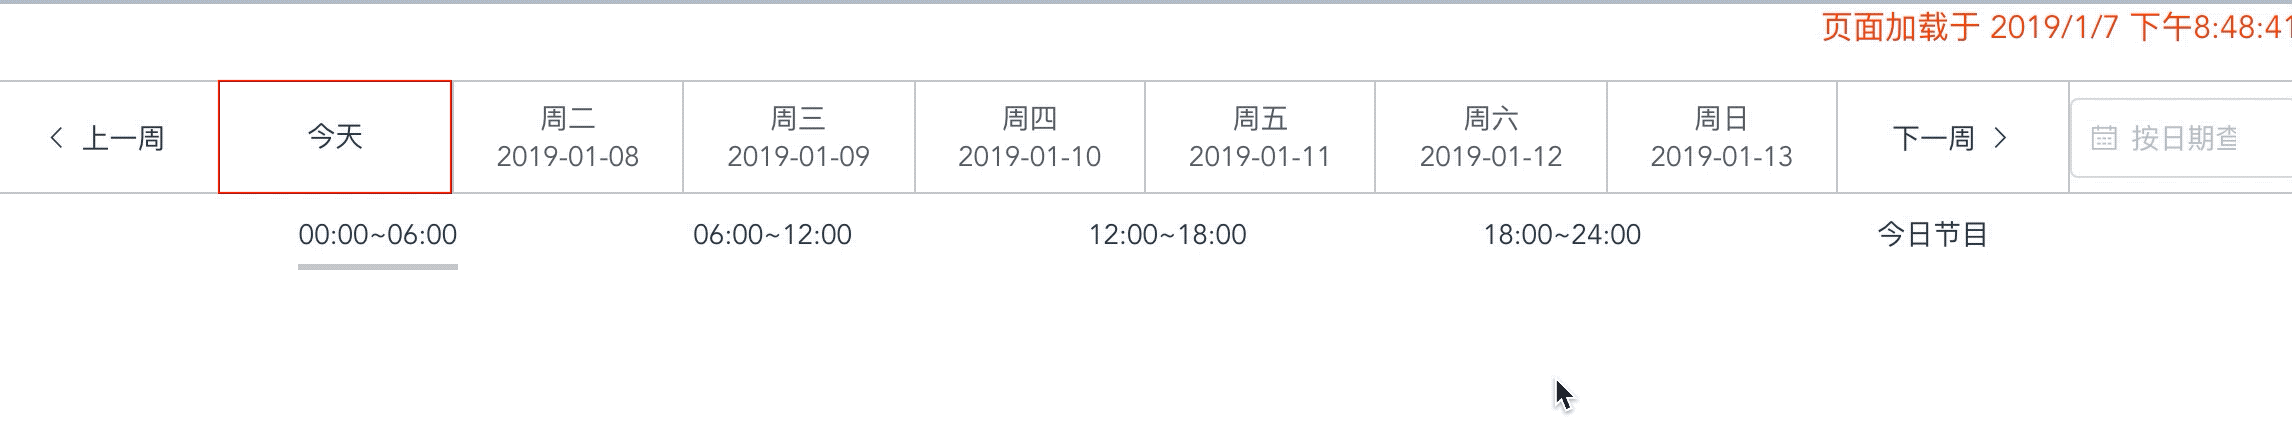 页面加载于 2019/1/7 下午8:48:41
上一周
今天
周二
2019-01-08
周三
2019-01-09
周四
2019-01-10
周五
2019-01-11
周六
2019-01-12
周日
2019-01-13
下一周
按日期查
00:00~06:00
06:00~12:00
12:00~18:00
18:00~24:00
今日节目